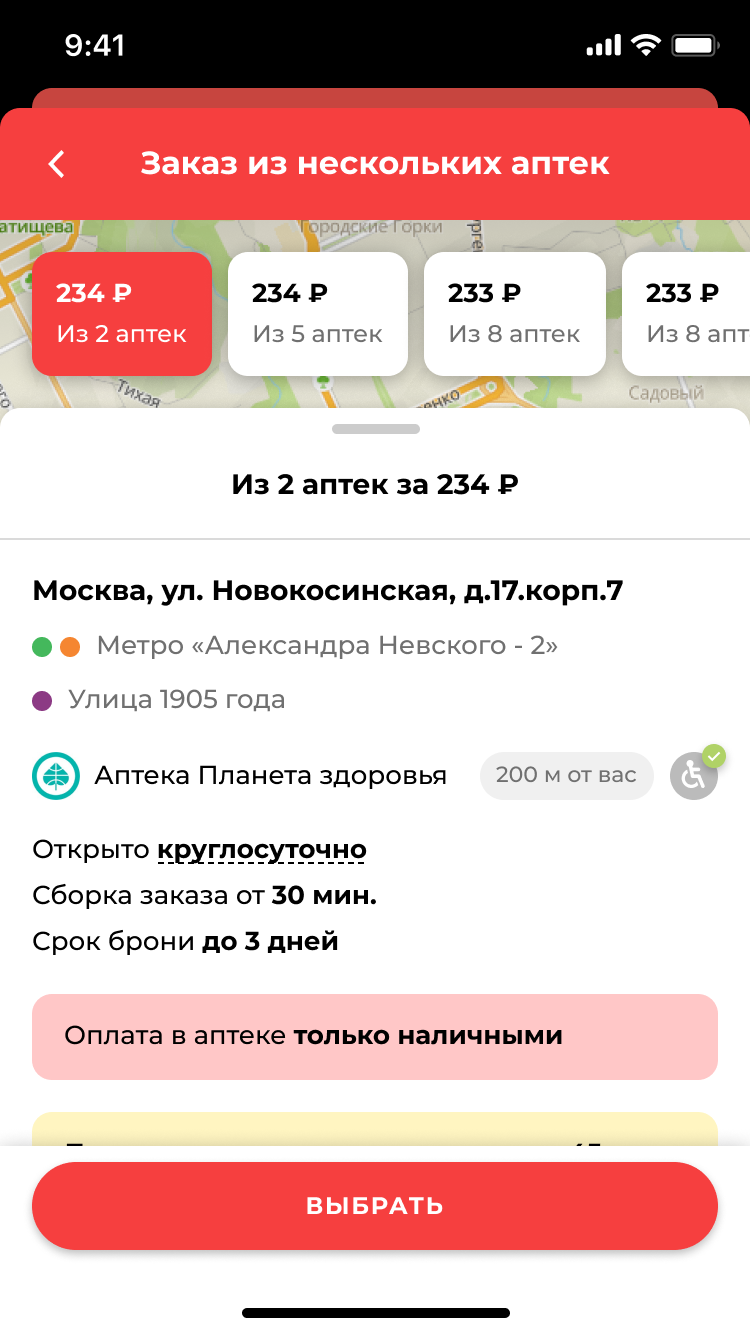 9:41
Заказ из нескольких аптек
Городские Горки
234 ₽
Из 2 аптек
234 ₽
Из 5 аптек
233 ₽
Из 8 аптек
233 ₽
Из 8 апт
Тихая
Садовый
Из 2 аптек за 234 ₽
Москва, ул. Новокосинская, д.17.корп.7
Метро «Александра Невского - 2»
Улица 1905 года
Аптека Планета здоровья
200 м от вас
Открыто круглосуточно
Сборка заказа от 30 мин.
Срок брони до 3 дней
Оплата в аптеке только наличными
ВЫБРАТЬ